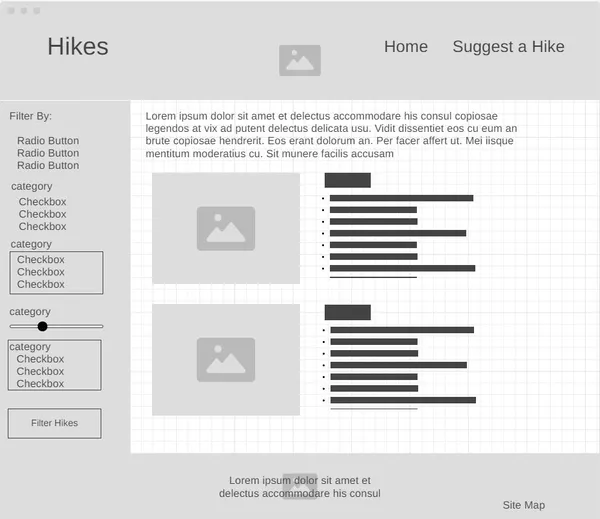 Hikes
Home
Suggest a Hike
Filter By:
Radio Button
Radio Button
Radio Button
category
Checkbox
Checkbox
Checkbox
category
Checkbox
Checkbox
Checkbox
category
category
Checkbox
Checkbox
Checkbox
Filter Hikes
Lorem ipsum dolor sit amet et delectus accommodare his consul copiosae
legendos at vix ad putent delectus delicata usu. Vidit dissentiet eos cu eum an
brute copiosae hendrerit. Eos erant dolorum an. Per facer affert ut. Mei iisque
mentitum moderatius cu. Sit munere facilis accusam
Lorem ipsum dolor sit amet et
delectus accommodare his consul
Site Map